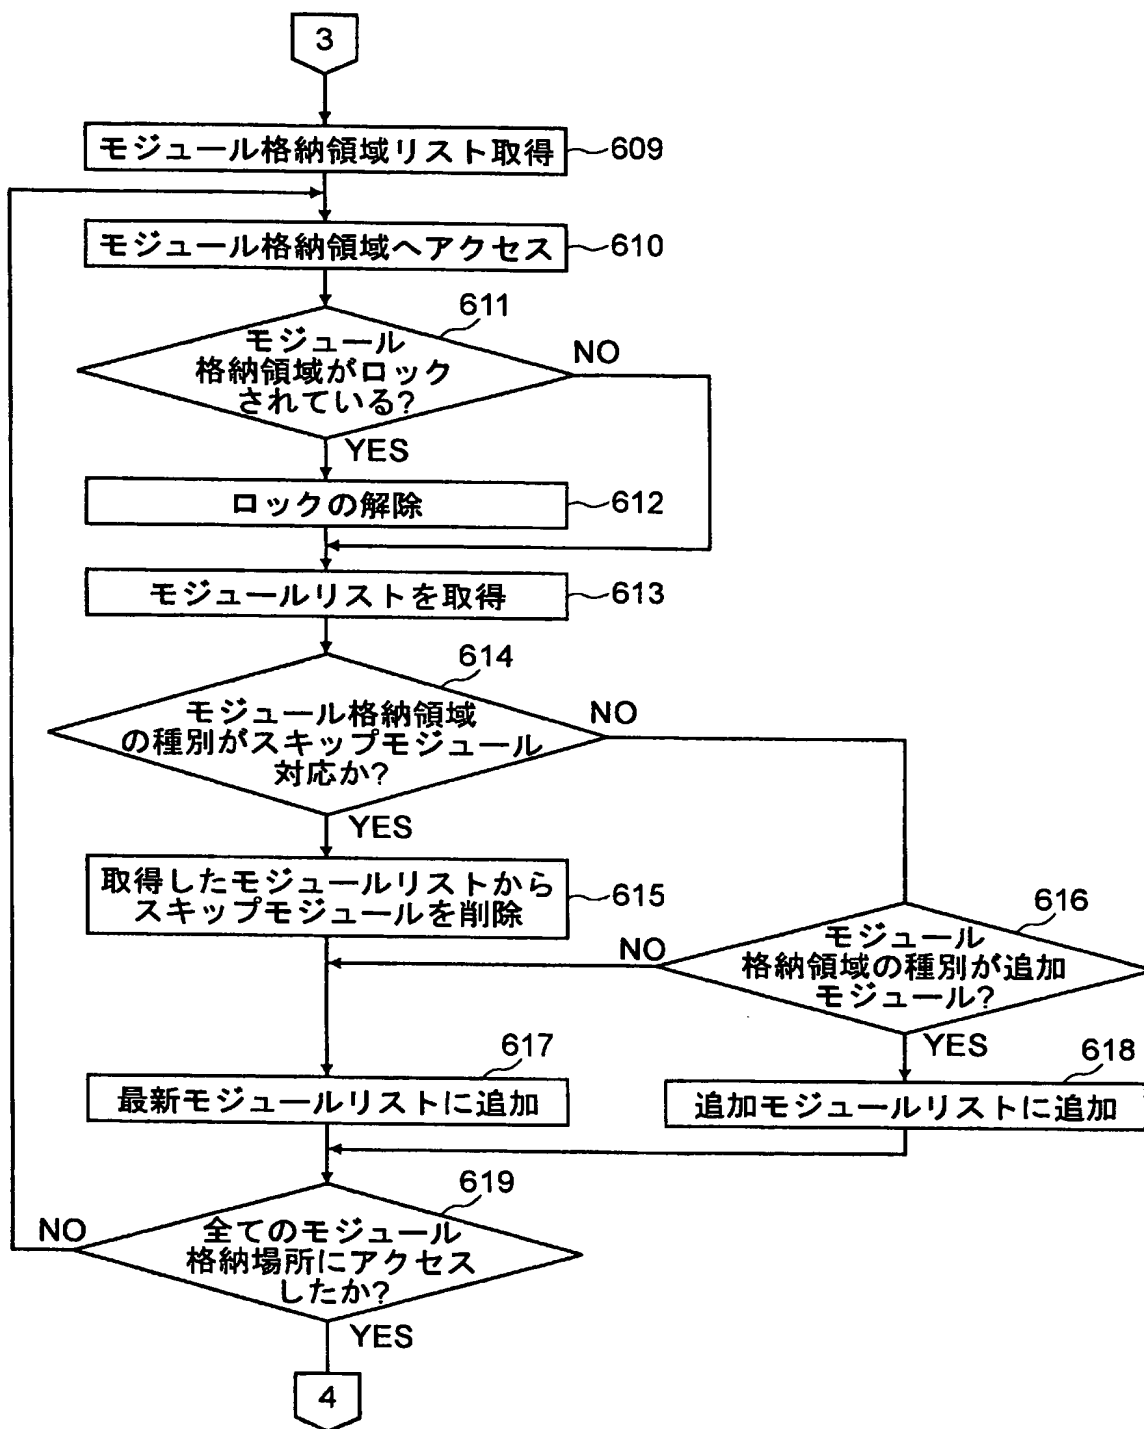 3
モジュール格納領域リスト取得
609
モジュール格納領域へアクセス
610
611
モジュール
格納領域がロック
されている?
NO
YES
ロックの解除
612
モジュールリストを取得
613
614
モジュール格納領域
の種別がスキップモジュール
対応か?
NO
YES
取得したモジュールリストから
スキップモジュールを削除
615
616
モジュール
格納領域の種別が追加
モジュール?
NO
YES
617
最新モジュールリストに追加
618
追加モジュールリストに追加
619
全てのモジュール
格納場所にアクセス
したか?
NO
YES
4